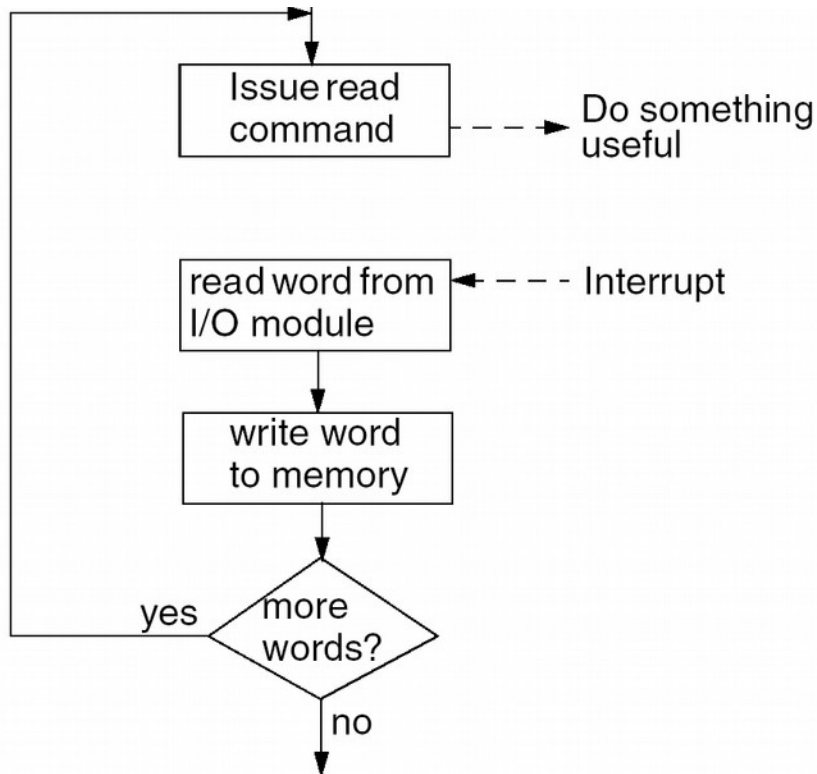 Issue read
command
Do something
useful
read word from
I/O module
Interrupt
write word
to memory
yes
more
words?
no